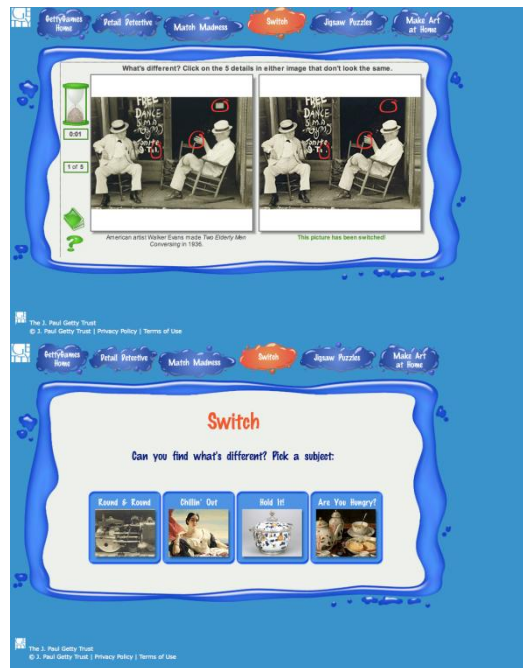 GettyGames Home
Detail Detective
Match Madness
Switch
Jigsaw Puzzles
Make Art at Home
What's different? Click on the 5 details in either image that don't look the same.
0:01
1 of 5
FREE
DANCE
FREE
DANCE
American artist Walker Evans made Two Elderly Men
Conversing in 1936.
This picture has been switched!
The J. Paul Getty Trust
© J. Paul Getty Trust | Privacy Policy | Terms of Use
GettyGames Home
Detail Detective
Match Madness
Switch
Jigsaw Puzzles
Make Art at Home
Switch
Can you find what's different? Pick a subject:
Round & Round
Chillin' Out
Hold It!
Are You Hungry?
The J. Paul Getty Trust
© J. Paul Getty Trust | Privacy Policy | Terms of Use